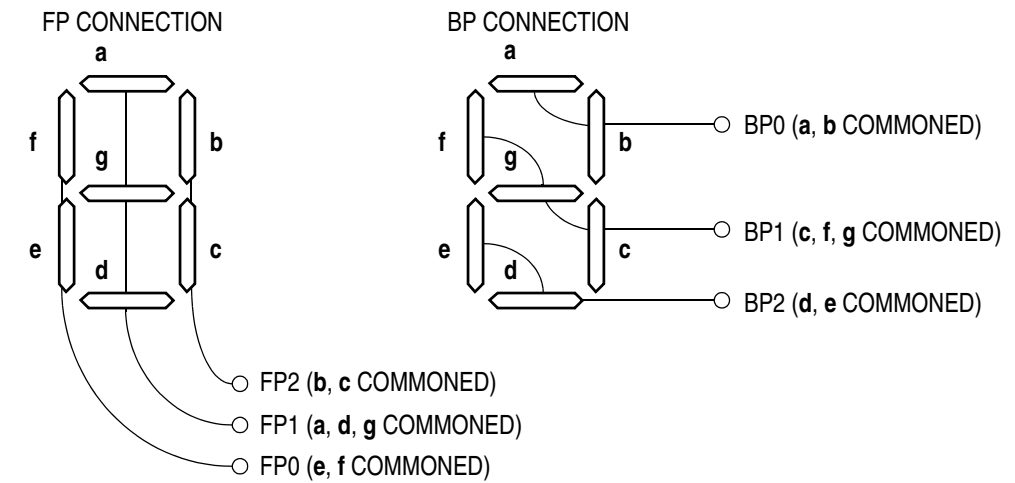 FP CONNECTION
a
f
b
g
e
c
d
FP2 (b, c COMMONED)
FP1 (a, d, g COMMONED)
FP0 (e, f COMMONED)
BP CONNECTION
a
BP0 (a, b COMMONED)
f
b
g
BP1 (c, f, g COMMONED)
e
c
d
BP2 (d, e COMMONED)